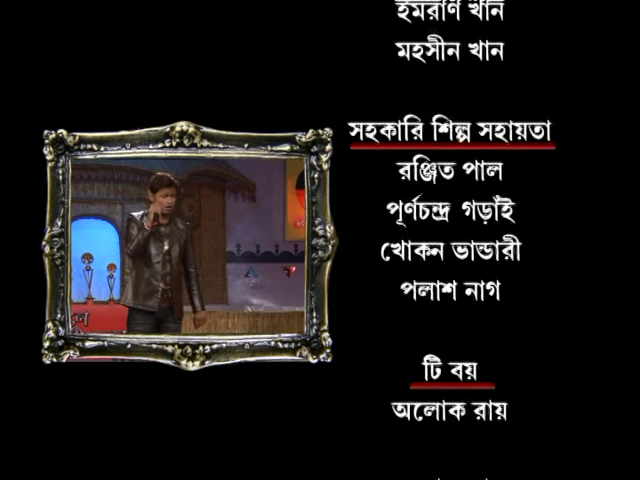 ইমরান খান
মহসীন খান
সহকারি শিল্প সহায়তা
রঞ্জিত পাল
পূর্ণচন্দ্র গড়াঁই
খোকন ভান্ডারী
পলাশ নাগ
টি বয়
অলোক রায়